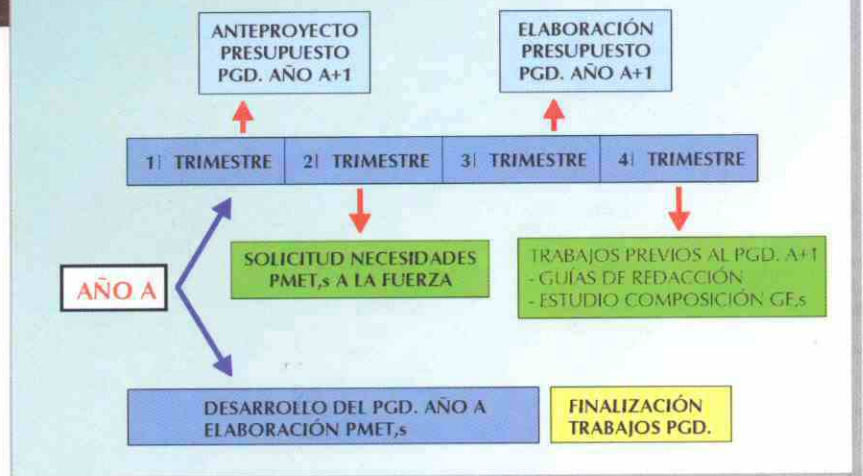 ANTEPROYECTO
PRESUPUESTO
PGD. AÑO A+1
ELABORACIÓN
PRESUPUESTO
PGD. AÑO A+1
1| TRIMESTRE
2| TRIMESTRE
3| TRIMESTRE
4| TRIMESTRE
AÑO A
SOLICITUD NECESIDADES
PMET,s A LA FUERZA
TRABAJOS PREVIOS AL PGD. A+1
- GUÍAS DE REDACCIÓN
- ESTUDIO COMPOSICIÓN GF,s
DESARROLLO DEL PGD. AÑO A
ELABORACIÓN PMET,s
FINALIZACIÓN
TRABAJOS PGD.